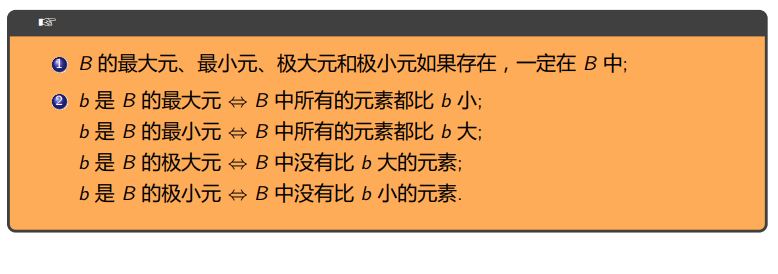 ☞
1 B 的最大元、最小元、极大元和极小元如果存在，一定在 B 中;
2 b 是 B 的最大元 ⇔ B 中所有的元素都比 b 小;
b 是 B 的最小元 ⇔ B 中所有的元素都比 b 大;
b 是 B 的极大元 ⇔ B 中没有比 b 大的元素;
b 是 B 的极小元 ⇔ B 中没有比 b 小的元素.